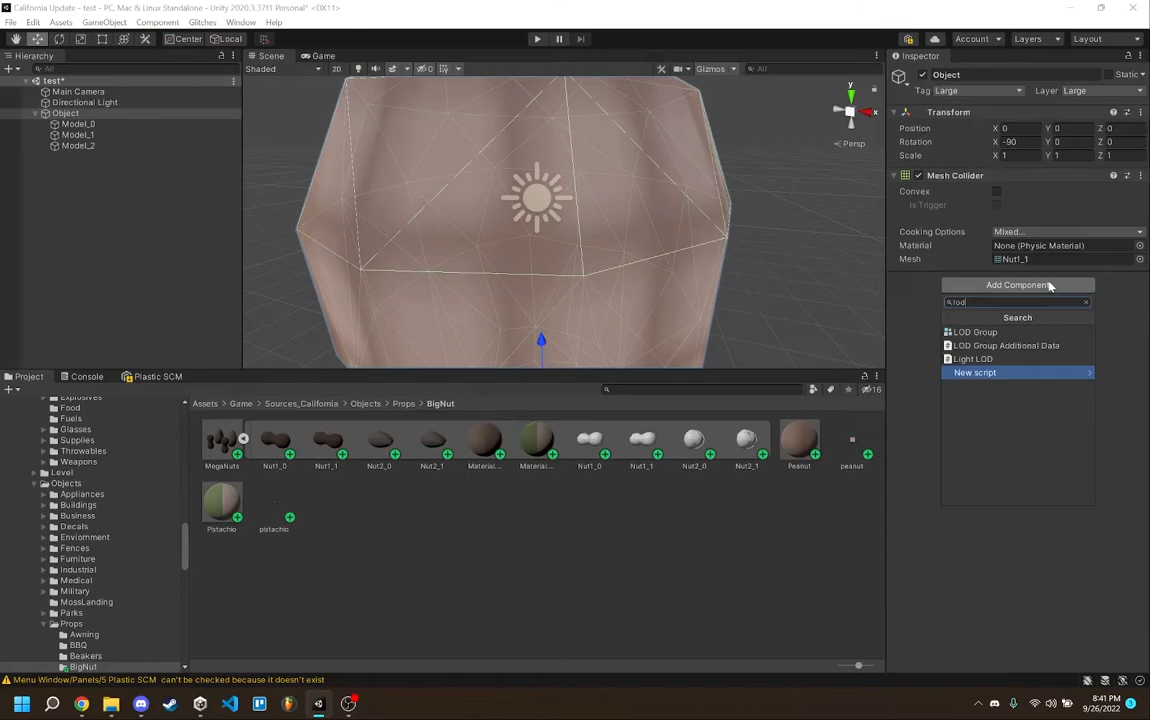 California Update - test - PC, Mac & Linux Standalone - Unity 2020.3.37f1 Personal* <DX11>
File Edit Assets GameObject Component Glitches Window Help
Center Local Account Layers Layout
Hierarchy
All
test*
Main Camera
Directional Light
Object
Model_0
Model_1
Model_2
Scene Game
Shaded 2D 0 Gizmos All
y
x
Persp
Inspector
Object Static
Tag Large Layer Large
Transform
Position X 0 Y 0 Z 0
Rotation X -90 Y 0 Z 0
Scale X 1 Y 1 Z 1
Mesh Collider
Convex
Is Trigger
Cooking Options Mixed...
Material None (Physic Material)
Mesh Nut1_1
Add Component
lod
Search
LOD Group
LOD Group Additional Data
Light LOD
New script
Project Console Plastic SCM
16
Explosives
Food
Fuels
Glasses
Supplies
Throwables
Weapons
Level
Objects
Appliances
Buildings
Business
Decals
Enviornment
Fences
Furniture
Industrial
Medical
Military
MossLanding
Parks
Props
Awning
BBQ
Beakers
BigNut
Assets Game Sources_California Objects Props BigNut
MegaNuts Nut1_0 Nut1_1 Nut2_0 Nut2_1 Material... Material... Nut1_0 Nut1_1 Nut2_0 Nut2_1 Peanut peanut
Pistachio pistachio
Menu Window/Panels/5 Plastic SCM can't be checked because it doesn't exist
8:41 PM
9/26/2022
3